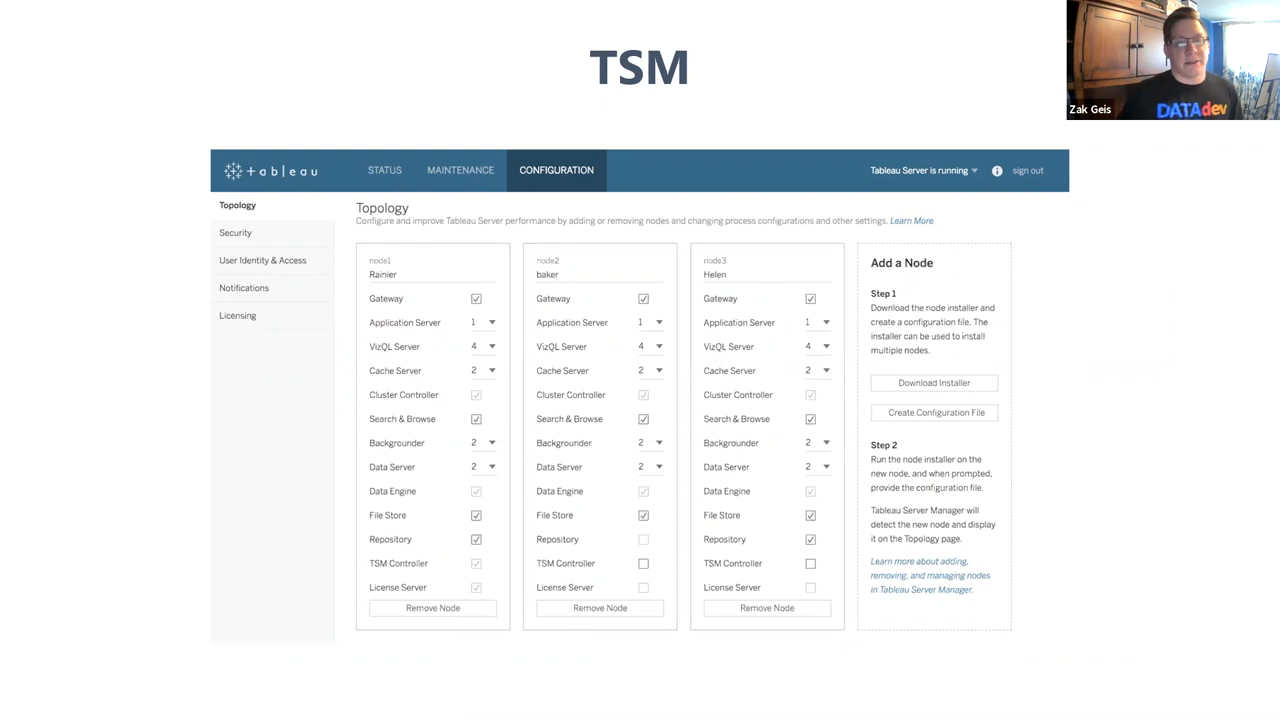 TSM
Zak Geis
DATAdev
+ableau
STATUS
MAINTENANCE
CONFIGURATION
Tableau Server is running
sign out
Topology
Security
User Identity & Access
Notifications
Licensing
Topology
Configure and improve Tableau Server performance by adding or removing nodes and changing process configurations and other settings. Learn More
node1
Rainier
Gateway
Application Server 1
VizQL Server 4
Cache Server 2
Cluster Controller
Search & Browse
Backgrounder 2
Data Server 2
Data Engine
File Store
Repository
TSM Controller
License Server
Remove Node
node2
baker
Gateway
Application Server 1
VizQL Server 4
Cache Server 2
Cluster Controller
Search & Browse
Backgrounder 2
Data Server 2
Data Engine
File Store
Repository
TSM Controller
License Server
Remove Node
node3
Helen
Gateway
Application Server 1
VizQL Server 4
Cache Server 2
Cluster Controller
Search & Browse
Backgrounder 2
Data Server 2
Data Engine
File Store
Repository
TSM Controller
License Server
Remove Node
Add a Node
Step 1
Download the node installer and
create a configuration file. The
installer can be used to install
multiple nodes.
Download Installer
Create Configuration File
Step 2
Run the node installer on the
new node, and when prompted,
provide the configuration file.
Tableau Server Manager will
detect the new node and display
it on the Topology page.
Learn more about adding,
removing, and managing nodes
in Tableau Server Manager.